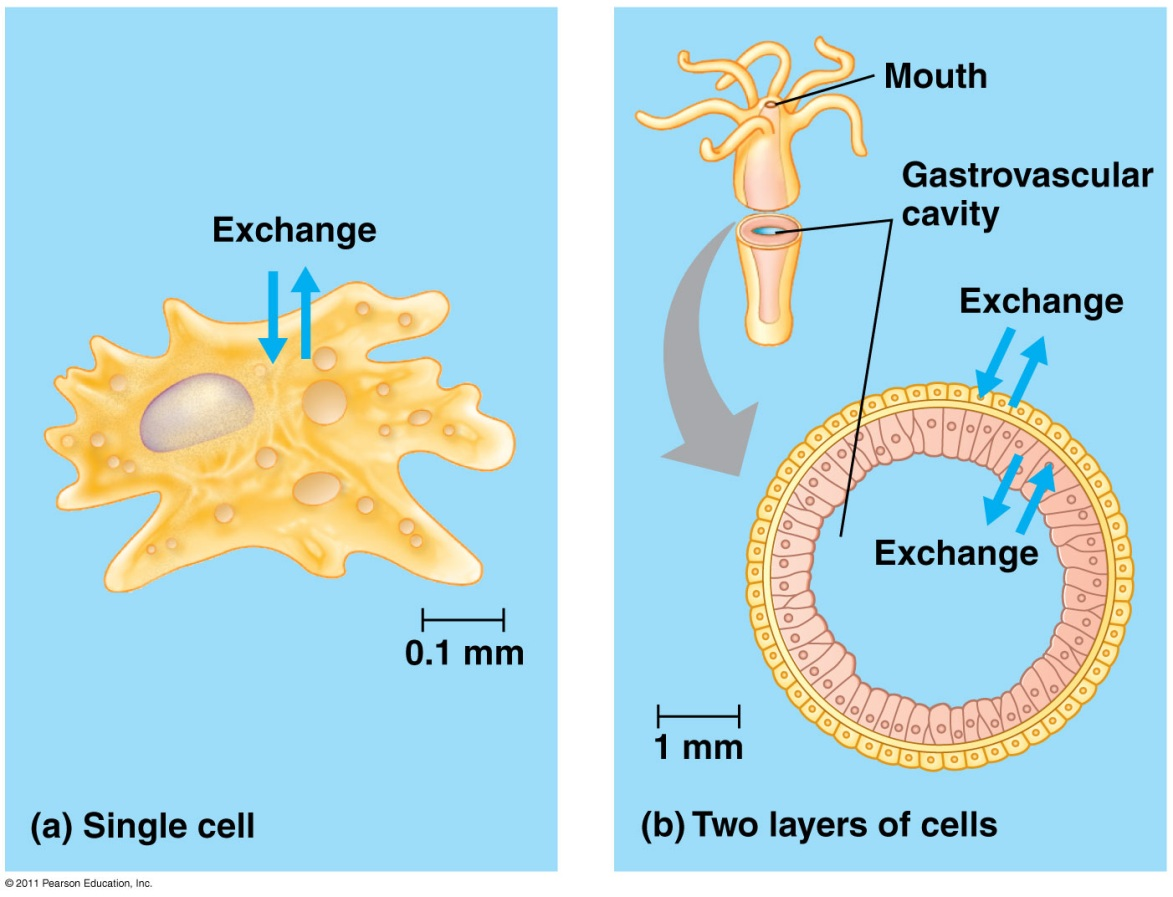 Exchange
0.1 mm
(a) Single cell
Mouth
Gastrovascular
cavity
Exchange
Exchange
1 mm
(b) Two layers of cells
© 2011 Pearson Education, Inc.